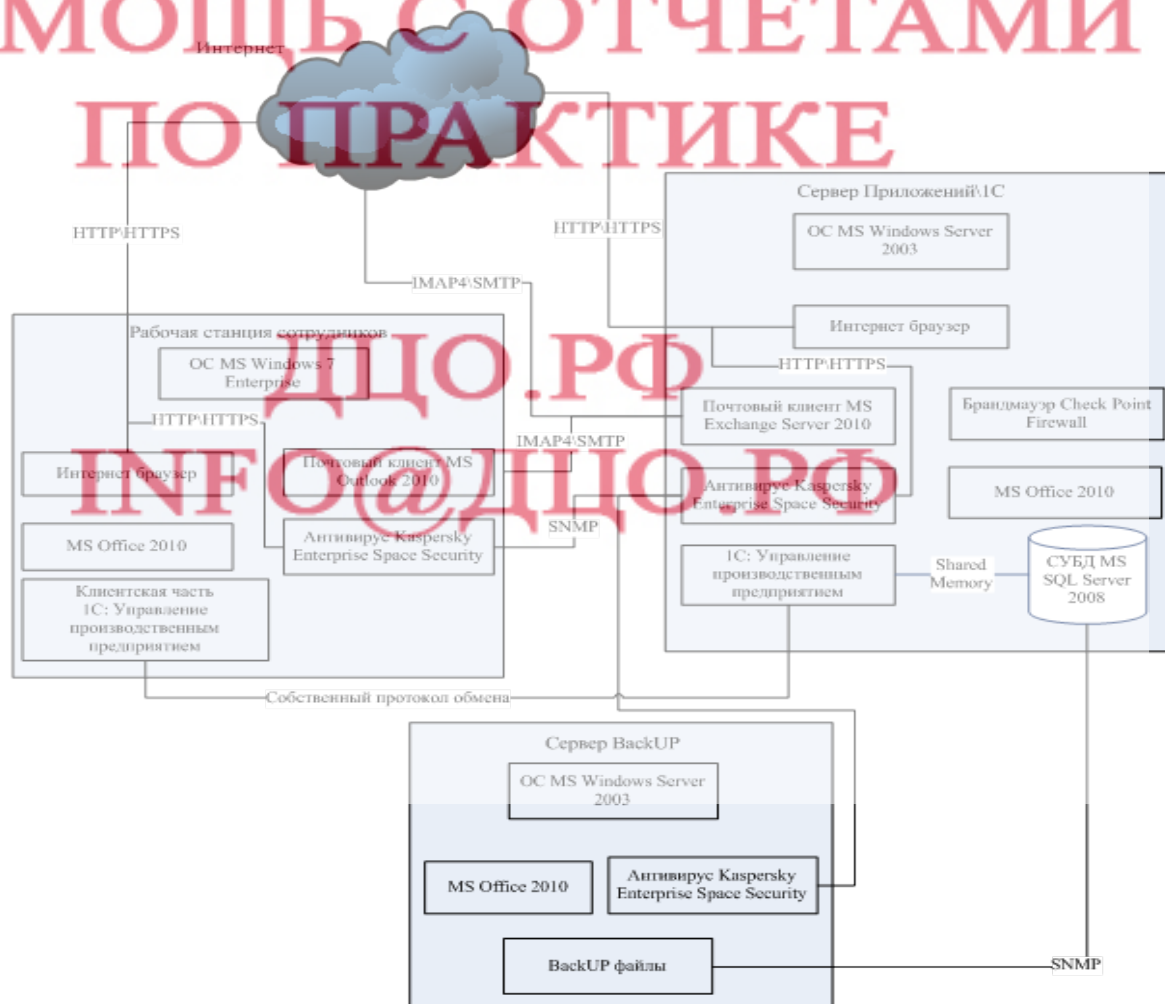 МОЩЬ С ОТЧЕТАМИ
ПО ПРАКТИКЕ
ДЦО.РФ
INFO@ДЦО.РФ
Интернет
HTTP\HTTPS
HTTP\HTTPS
IMAP4\SMTP
Рабочая станция сотрудников
ОС MS Windows 7
Enterprise
HTTP\HTTPS
Интернет браузер
Почтовый клиент MS
Outlook 2010
MS Office 2010
Антивирус Kaspersky
Enterprise Space Security
Клиентская часть
1С: Управление
производственным
предприятием
IMAP4\SMTP
SNMP
Сервер Приложений\1С
ОС MS Windows Server
2003
Интернет браузер
HTTP\HTTPS
Почтовый клиент MS
Exchange Server 2010
Брандмауэр Check Point
Firewall
Антивирус Kaspersky
Enterprise Space Security
MS Office 2010
1С: Управление
производственным
предприятием
Shared
Memory
СУБД MS
SQL Server
2008
Собственный протокол обмена
Сервер BackUP
ОС MS Windows Server
2003
MS Office 2010
Антивирус Kaspersky
Enterprise Space Security
BackUP файлы
SNMP